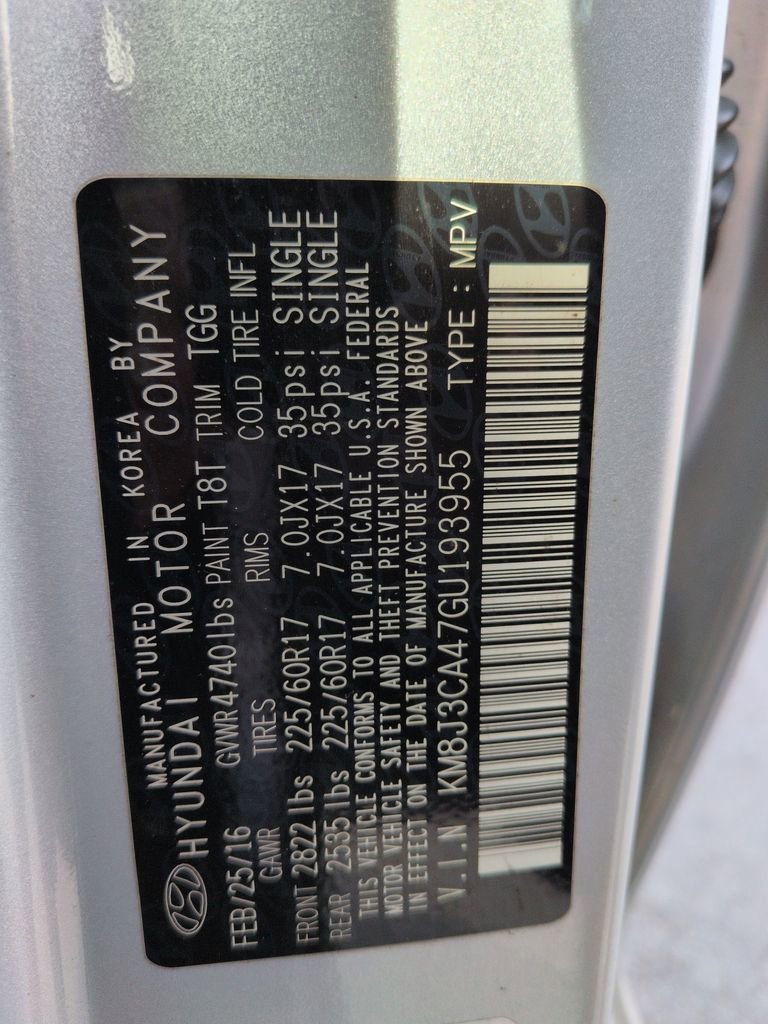 MANUFACTURED IN KOREA BY
HYUNDAI MOTOR COMPANY
FEB/25/16 GVWR4740lbs PAINT T8T TRIM TGG
GAWR TIRES RIMS COLD TIRE INFL
FRONT 2822 lbs 225/60R17 7.0JX17 35psi SINGLE
REAR 2535 lbs 225/60R17 7.0JX17 35psi SINGLE
THIS VEHICLE CONFORMS TO ALL APPLICABLE U.S.A. FEDERAL
MOTOR VEHICLE SAFETY AND THEFT PREVENTION STANDARDS
IN EFFECT ON THE DATE OF MANUFACTURE SHOWN ABOVE
V.I.N KM8J3CA47GU193955 TYPE : MPV